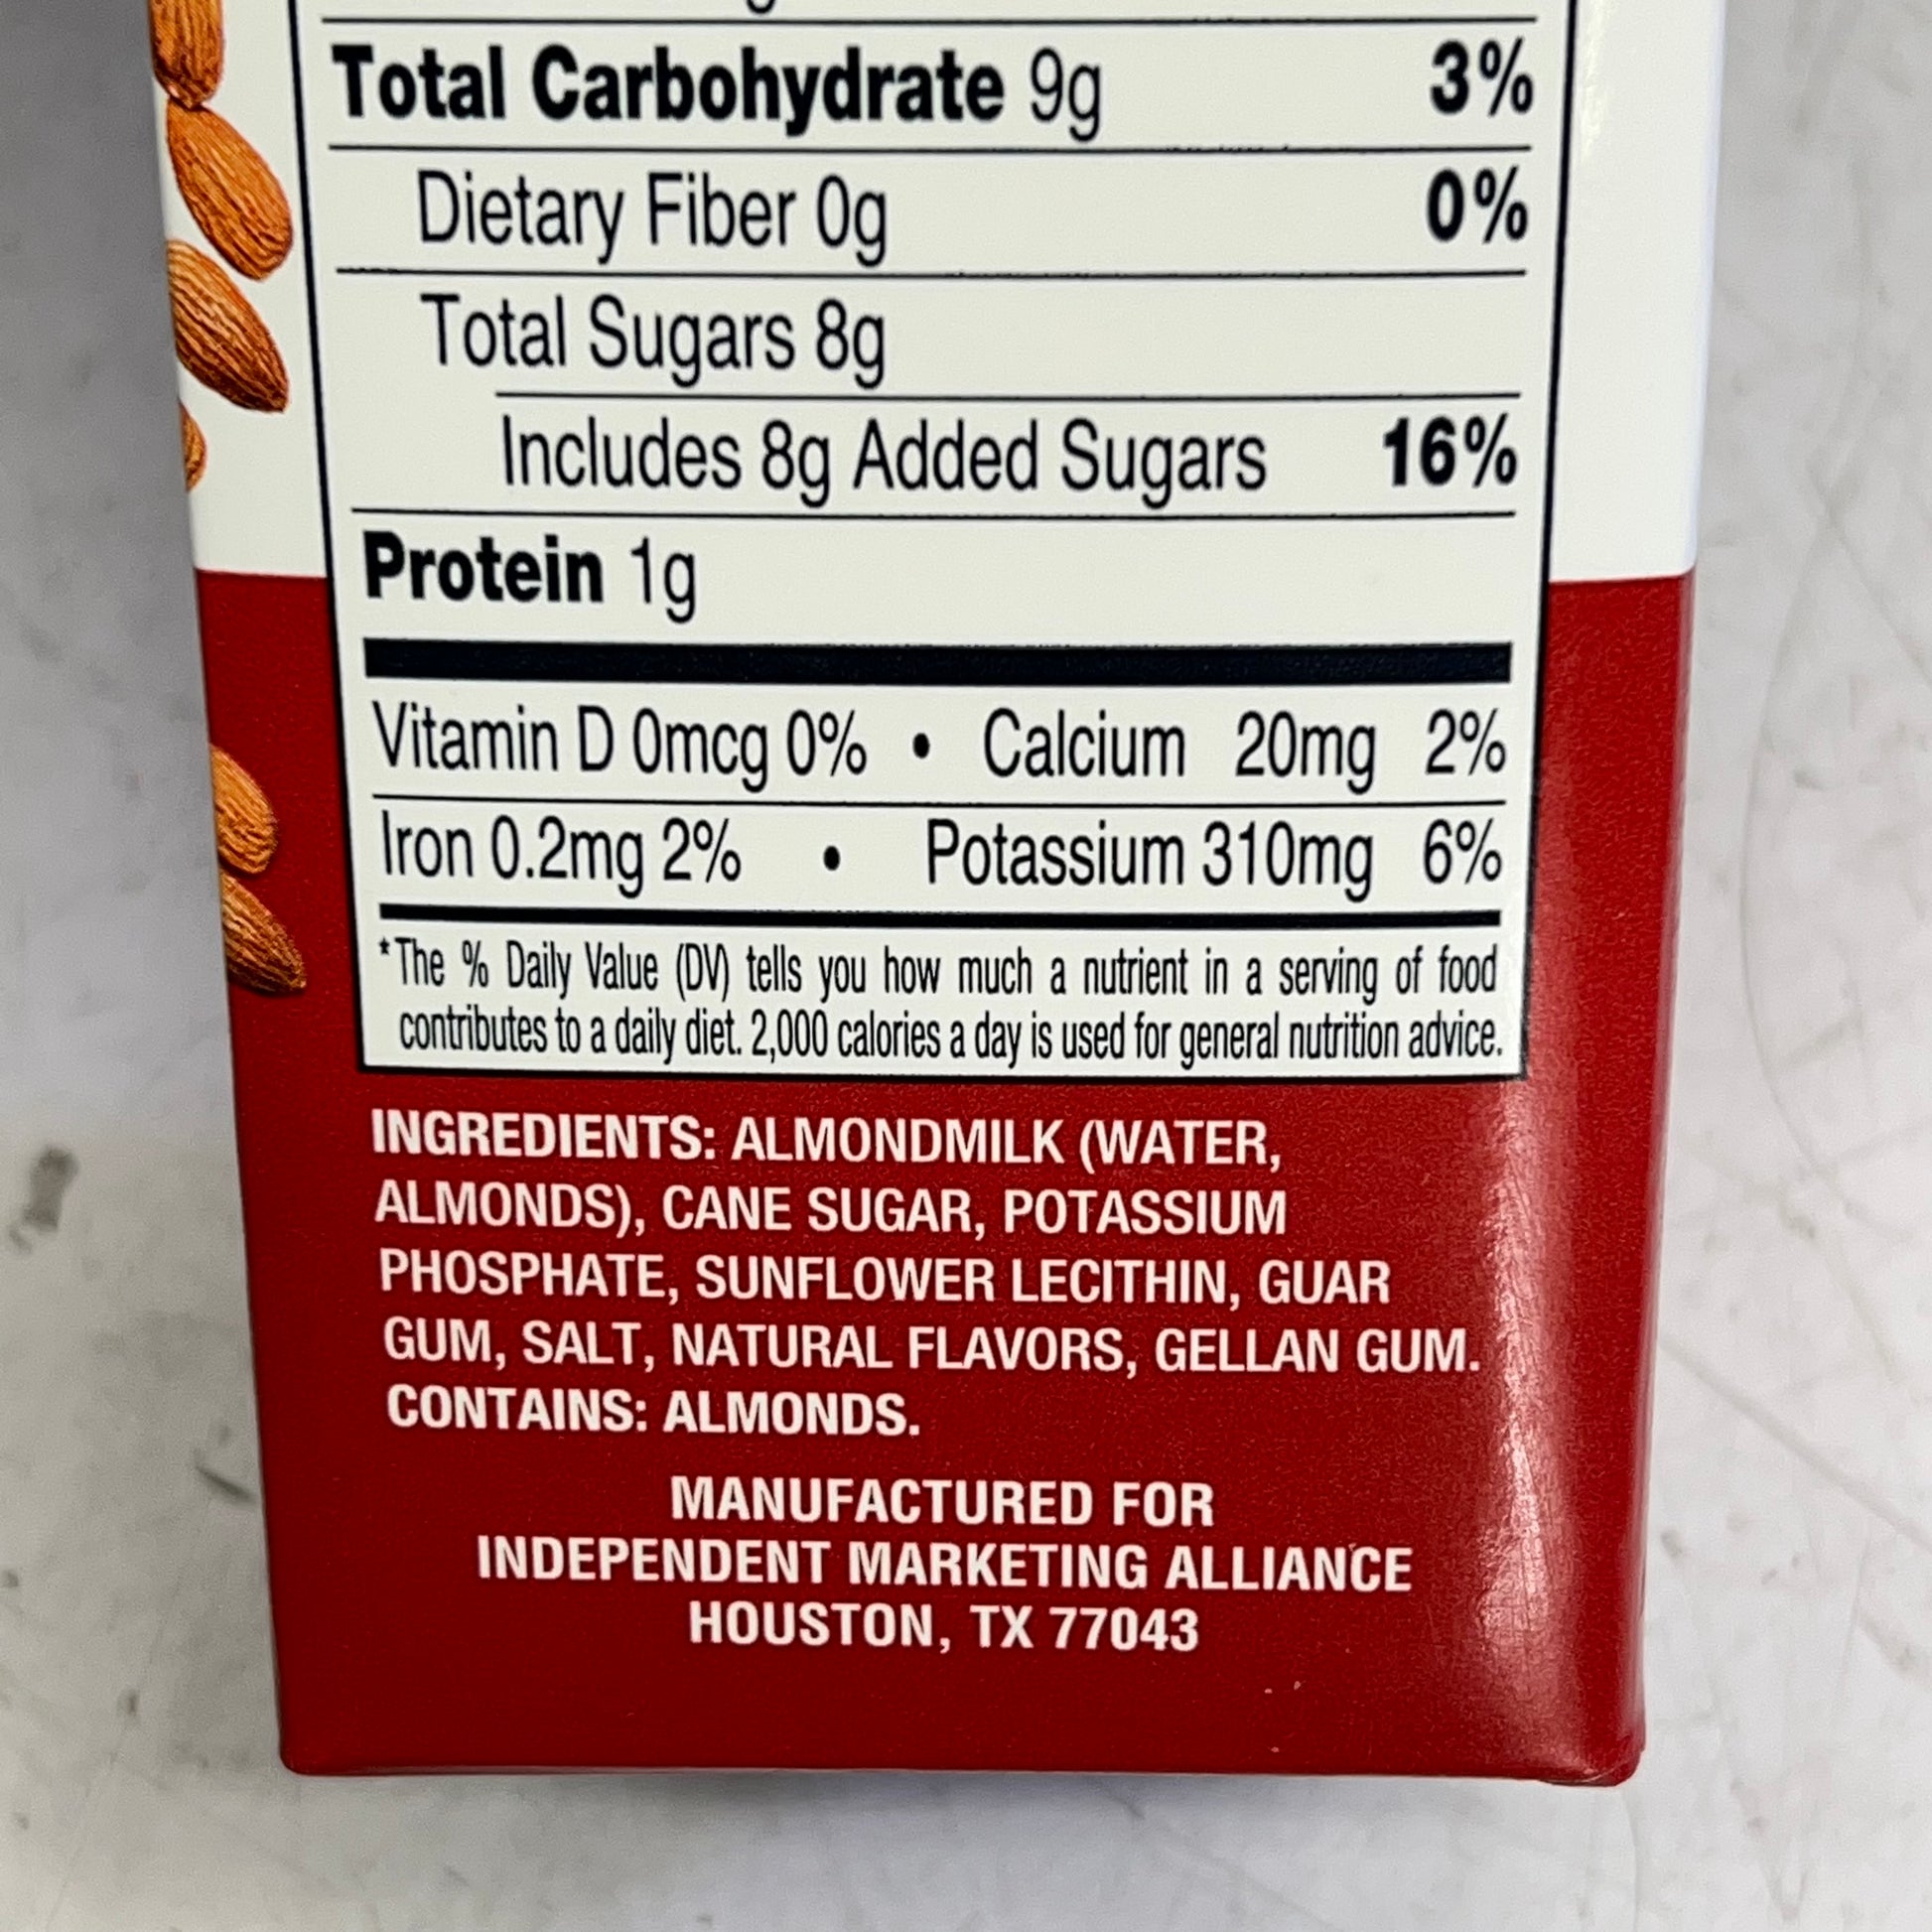 Total Carbohydrate 9g 3%
Dietary Fiber 0g 0%
Total Sugars 8g
Includes 8g Added Sugars 16%
Protein 1g
Vitamin D 0mcg 0% • Calcium 20mg 2%
Iron 0.2mg 2% • Potassium 310mg 6%
*The % Daily Value (DV) tells you how much a nutrient in a serving of food
contributes to a daily diet. 2,000 calories a day is used for general nutrition advice.
INGREDIENTS: ALMONDMILK (WATER,
ALMONDS), CANE SUGAR, POTASSIUM
PHOSPHATE, SUNFLOWER LECITHIN, GUAR
GUM, SALT, NATURAL FLAVORS, GELLAN GUM.
CONTAINS: ALMONDS.
MANUFACTURED FOR
INDEPENDENT MARKETING ALLIANCE
HOUSTON, TX 77043